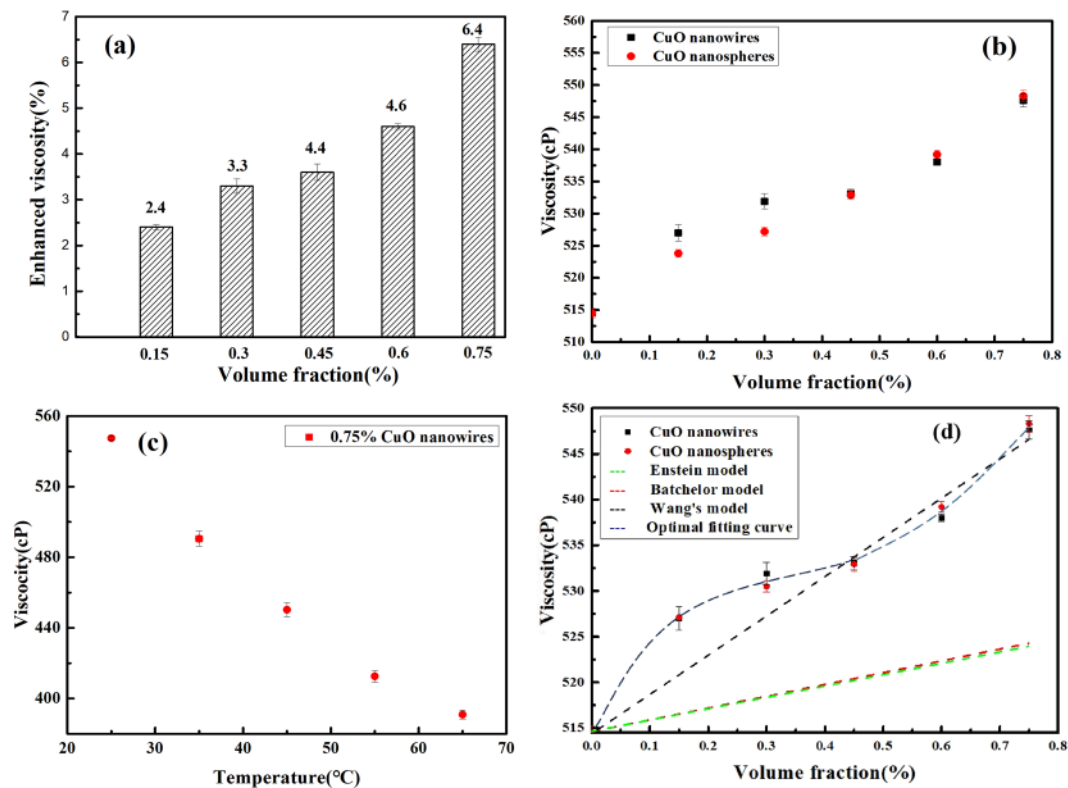 (a)
Enhanced viscosity(%)
7
6
5
4
3
2
1
0
2.4
3.3
4.4
4.6
6.4
0.15 0.3 0.45 0.6 0.75
Volume fraction(%)
(b)
CuO nanowires
CuO nanospheres
Viscosity(cP)
560
550
540
535
530
525
520
515
510
0.0 0.1 0.2 0.3 0.4 0.5 0.6 0.7 0.8
Volume fraction(%)
(c)
0.75% CuO nanowires
Viscocity(cP)
560
520
480
440
400
20 30 40 50 60 70
Temperature(°C)
(d)
CuO nanowires
CuO nanospheres
Enstein model
Batchelor model
Wang's model
Optimal fitting curve
Viscosity(cP)
550
540
535
530
525
520
515
0.0 0.1 0.2 0.3 0.4 0.5 0.6 0.7 0.8
Volume fraction(%)